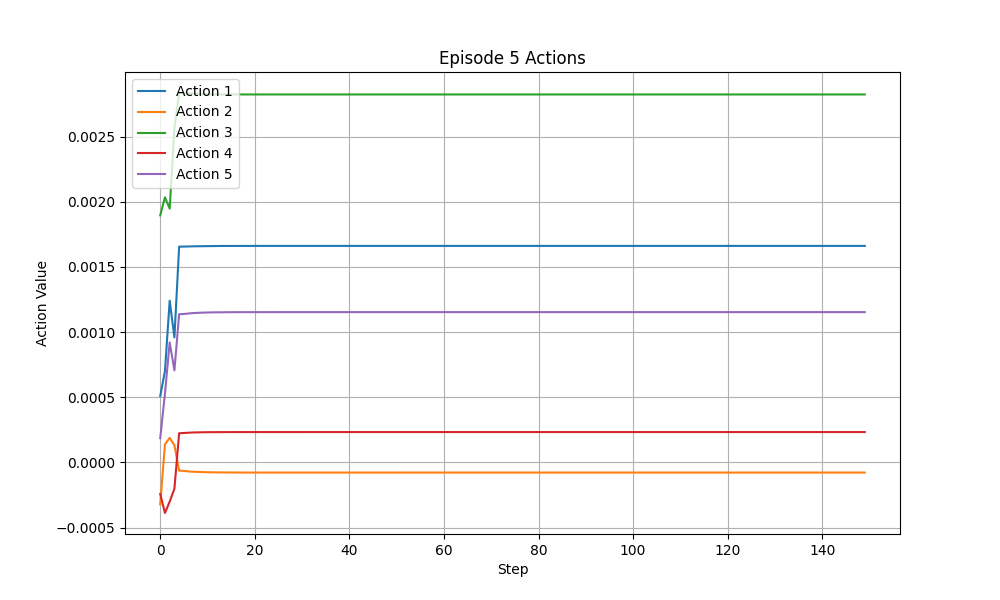 Episode 5 Actions
Action 1
Action 2
Action 3
Action 4
Action 5
Action Value
0.0025
0.0020
0.0015
0.0010
0.0005
0.0000
−0.0005
0 20 40 60 80 100 120 140
Step